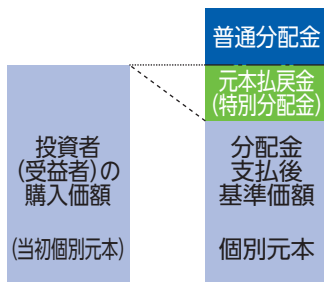 普通分配金
元本払戻金
(特別分配金)
投資者
(受益者)の
購入価額
(当初個別元本)
分配金
支払後
基準価額
個別元本